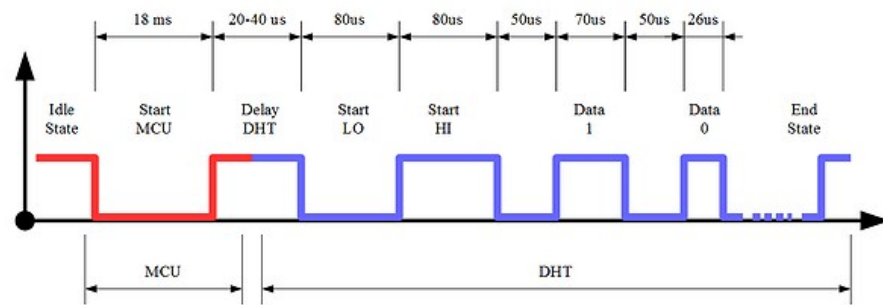 18 ms 20-40 us 80us 80us 50us 70us 50us 26us
Idle Start Delay Start Start Data Data End
State MCU DHT LO HI 1 0 State
MCU DHT